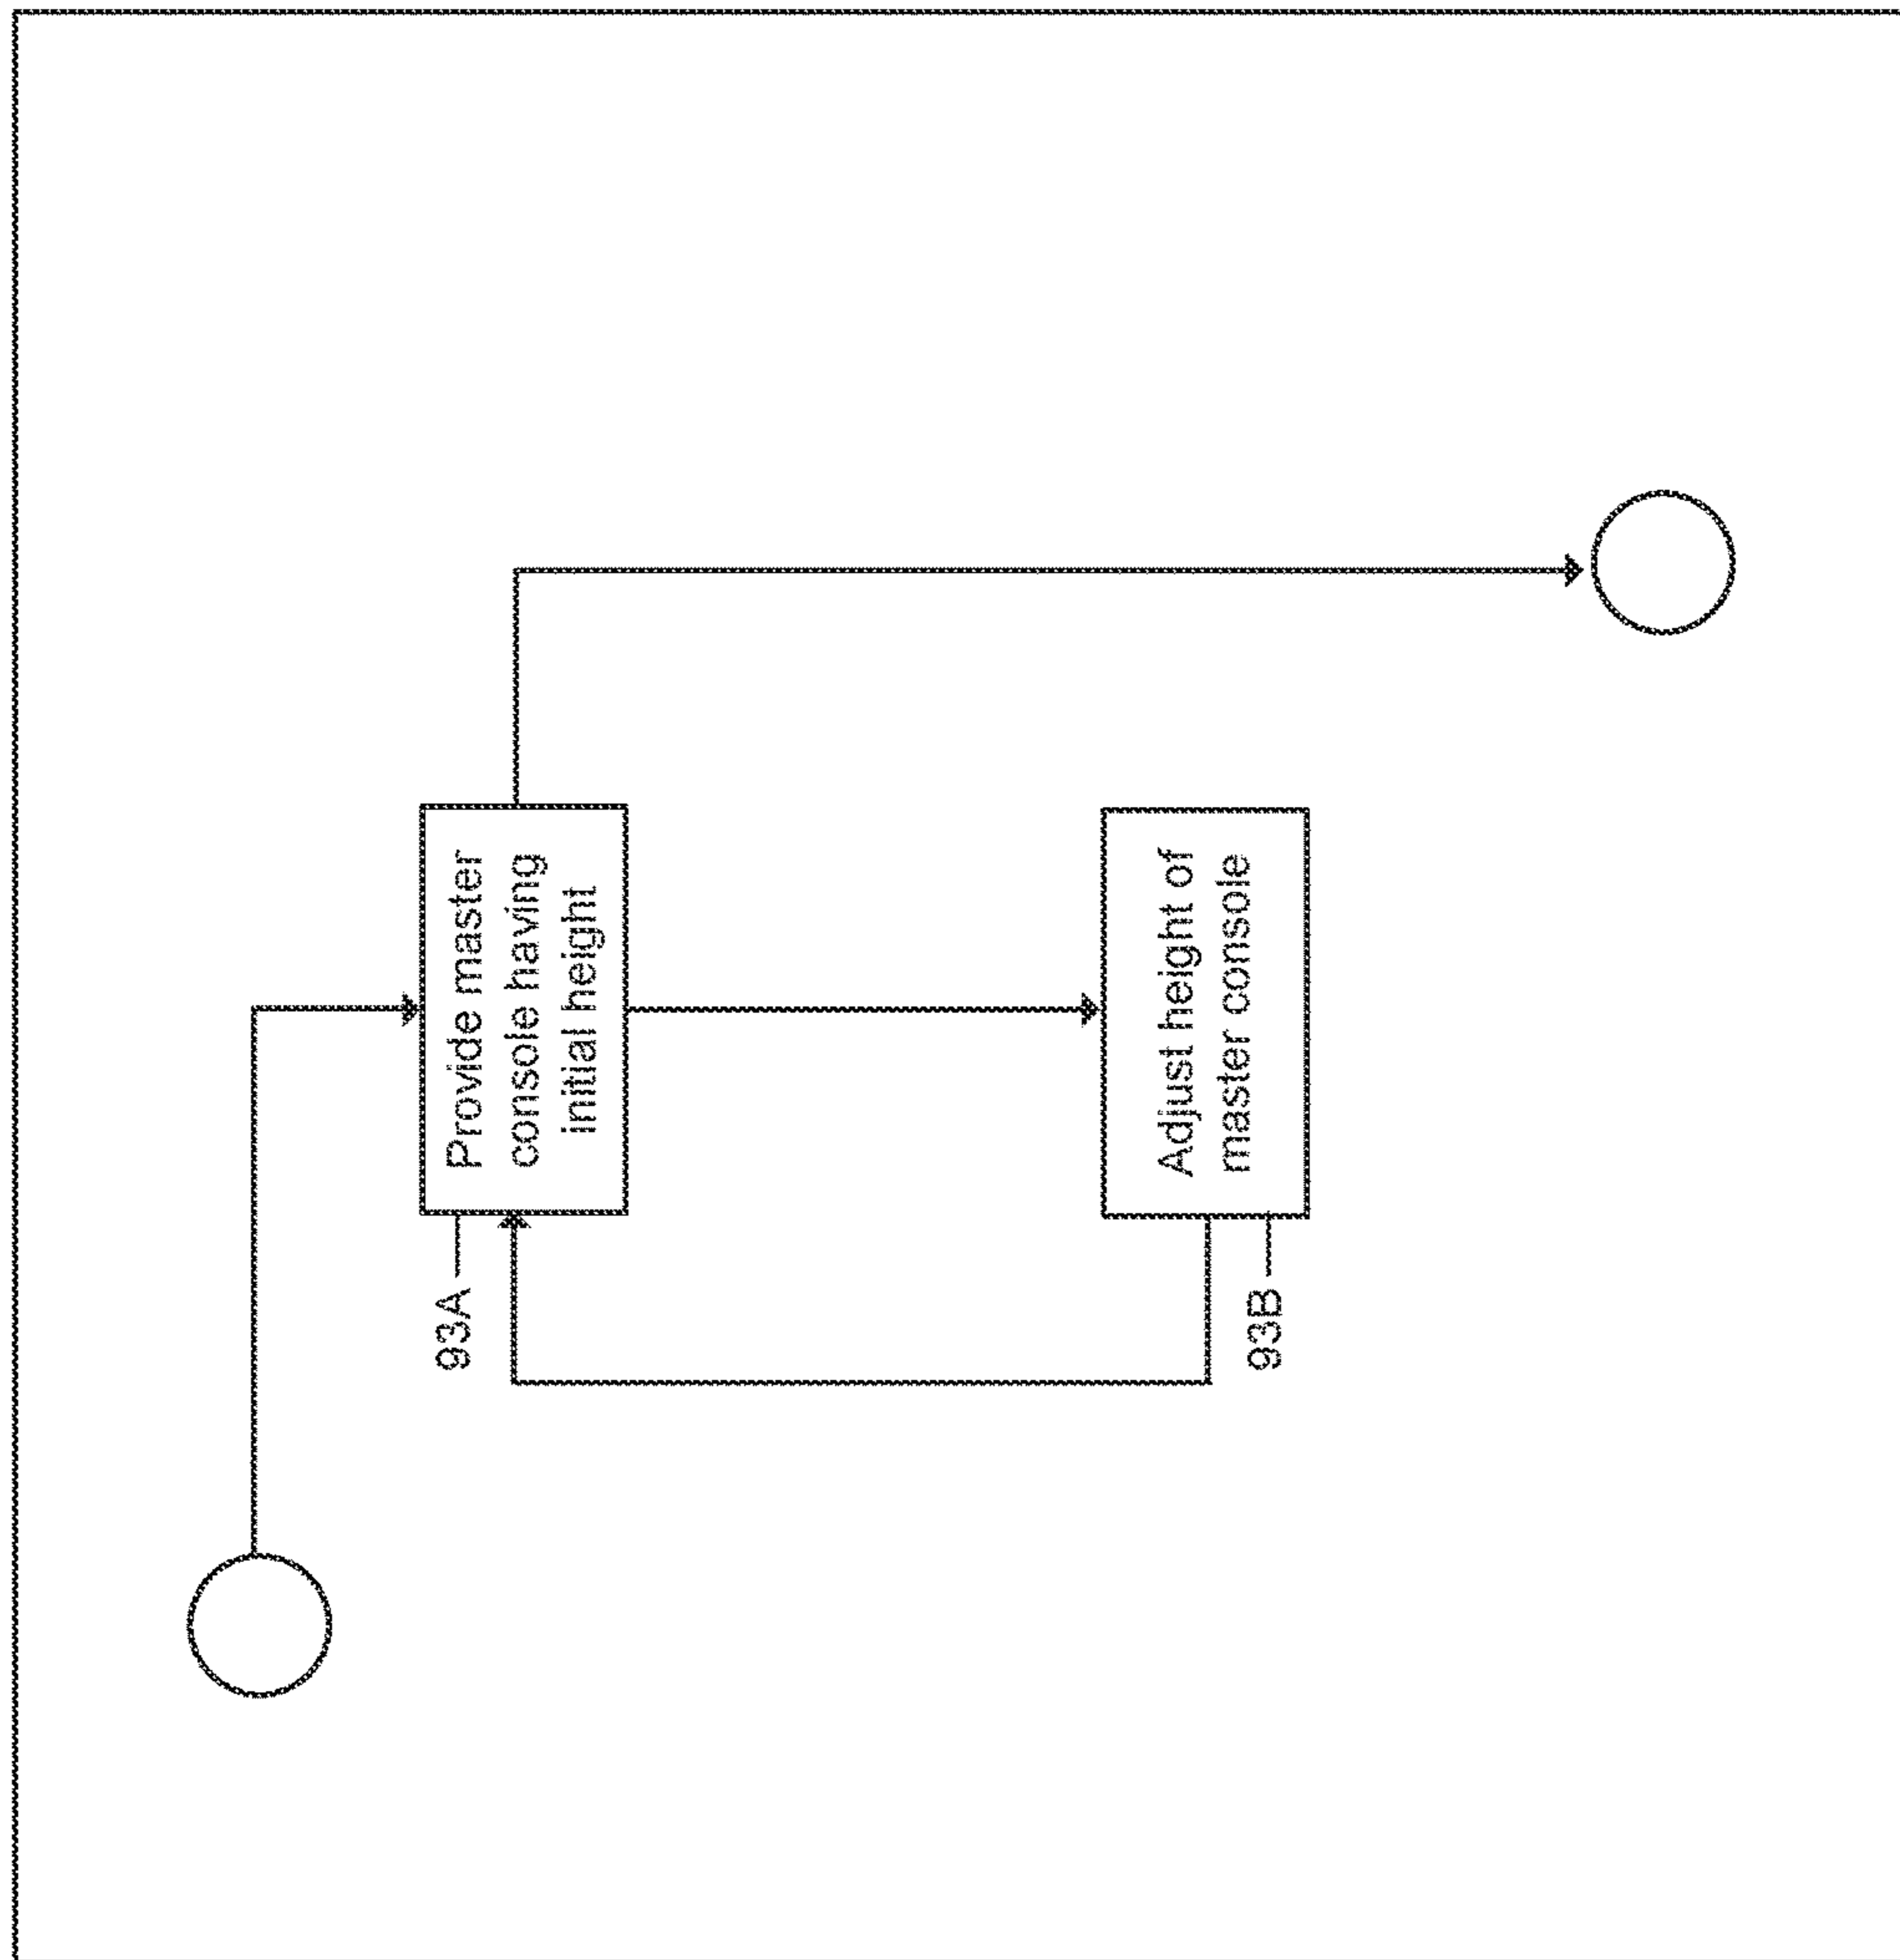 93A
Provide master
console having
initial height
93B
Adjust height of
master console